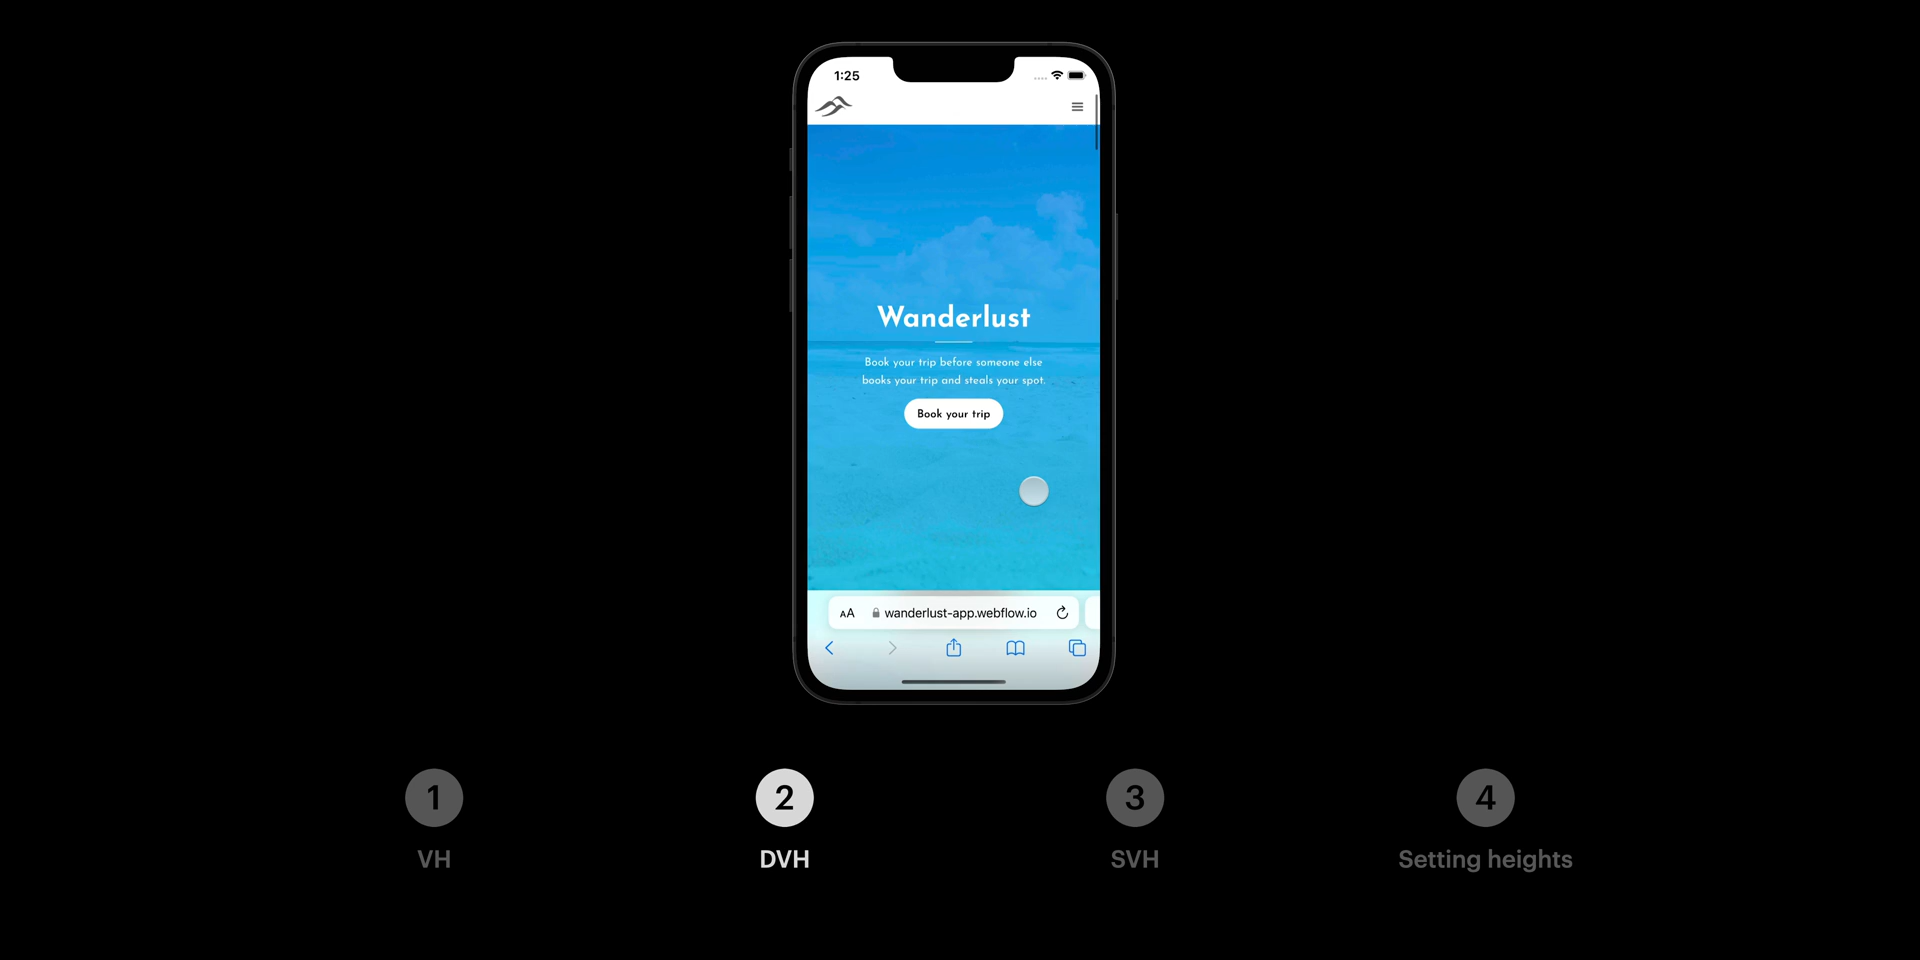 1:25
Wanderlust
Book your trip before someone else
books your trip and steals your spot.
Book your trip
AA wanderlust-app.webflow.io
1
VH
2
DVH
3
SVH
4
Setting heights